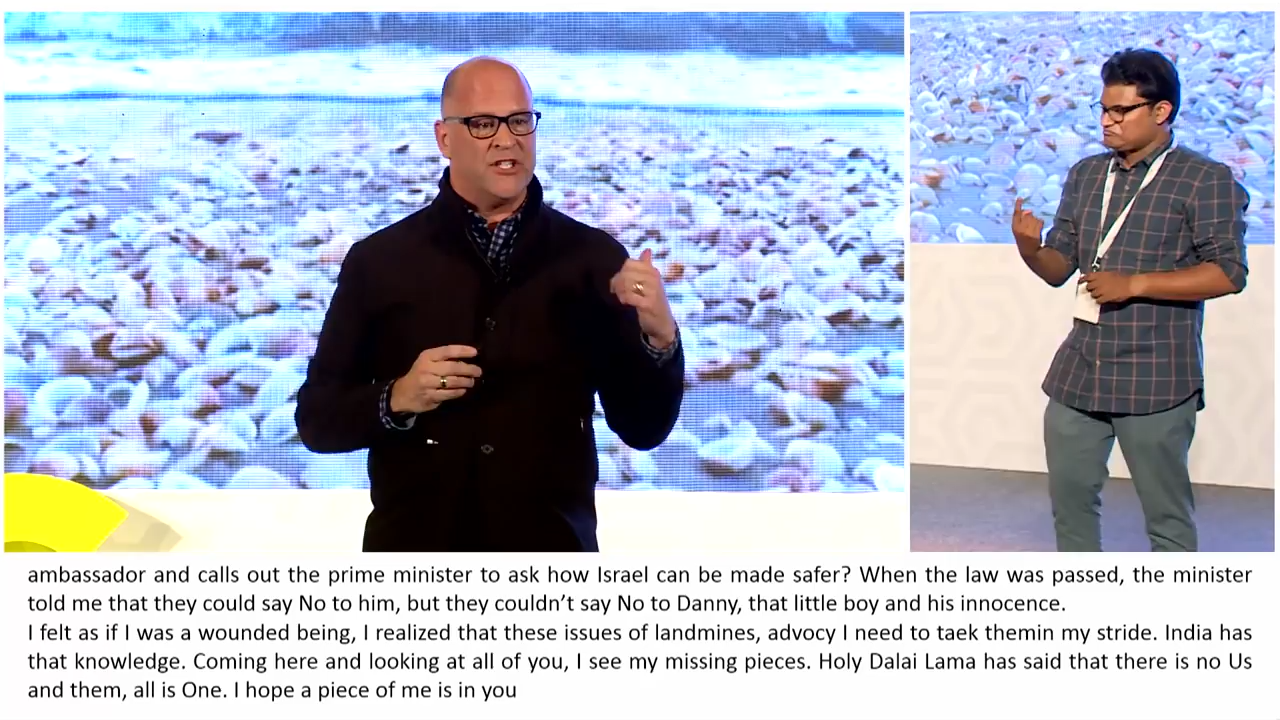 ambassador and calls out the prime minister to ask how Israel can be made safer? When the law was passed, the minister
told me that they could say No to him, but they couldn’t say No to Danny, that little boy and his innocence.
I felt as if I was a wounded being, I realized that these issues of landmines, advocacy I need to taek themin my stride. India has
that knowledge. Coming here and looking at all of you, I see my missing pieces. Holy Dalai Lama has said that there is no Us
and them, all is One. I hope a piece of me is in you